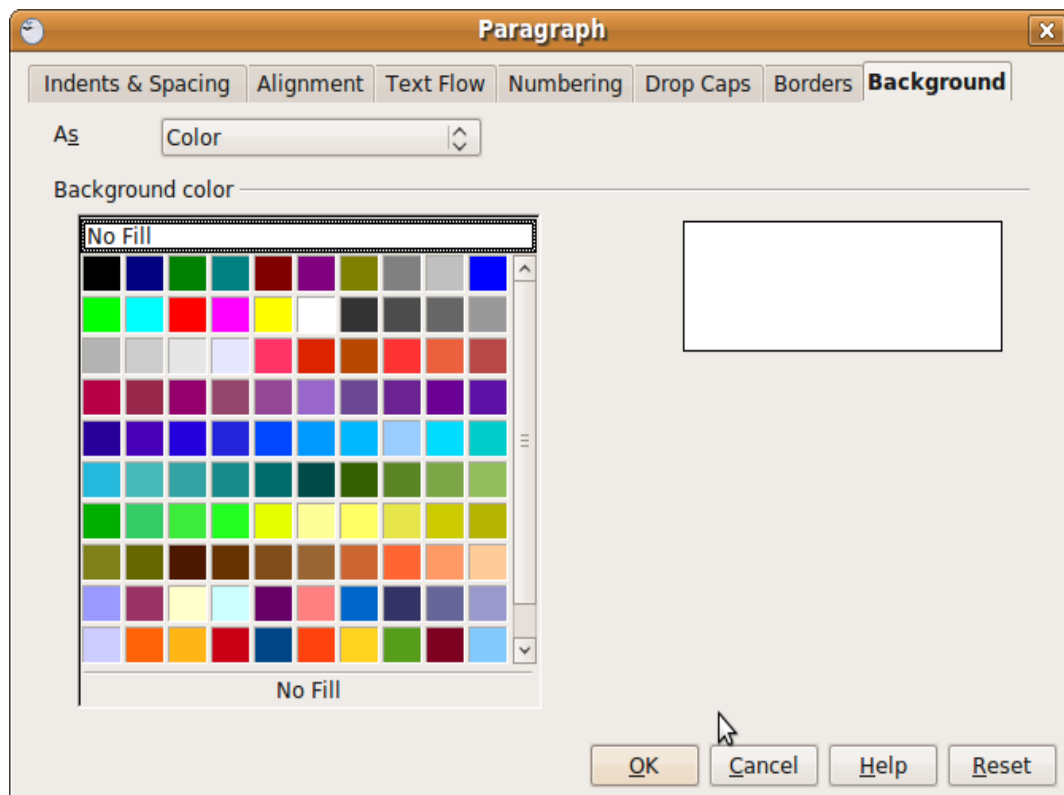 Paragraph
Indents & Spacing Alignment Text Flow Numbering Drop Caps Borders Background
As Color
Background color
No Fill
No Fill
OK Cancel Help Reset